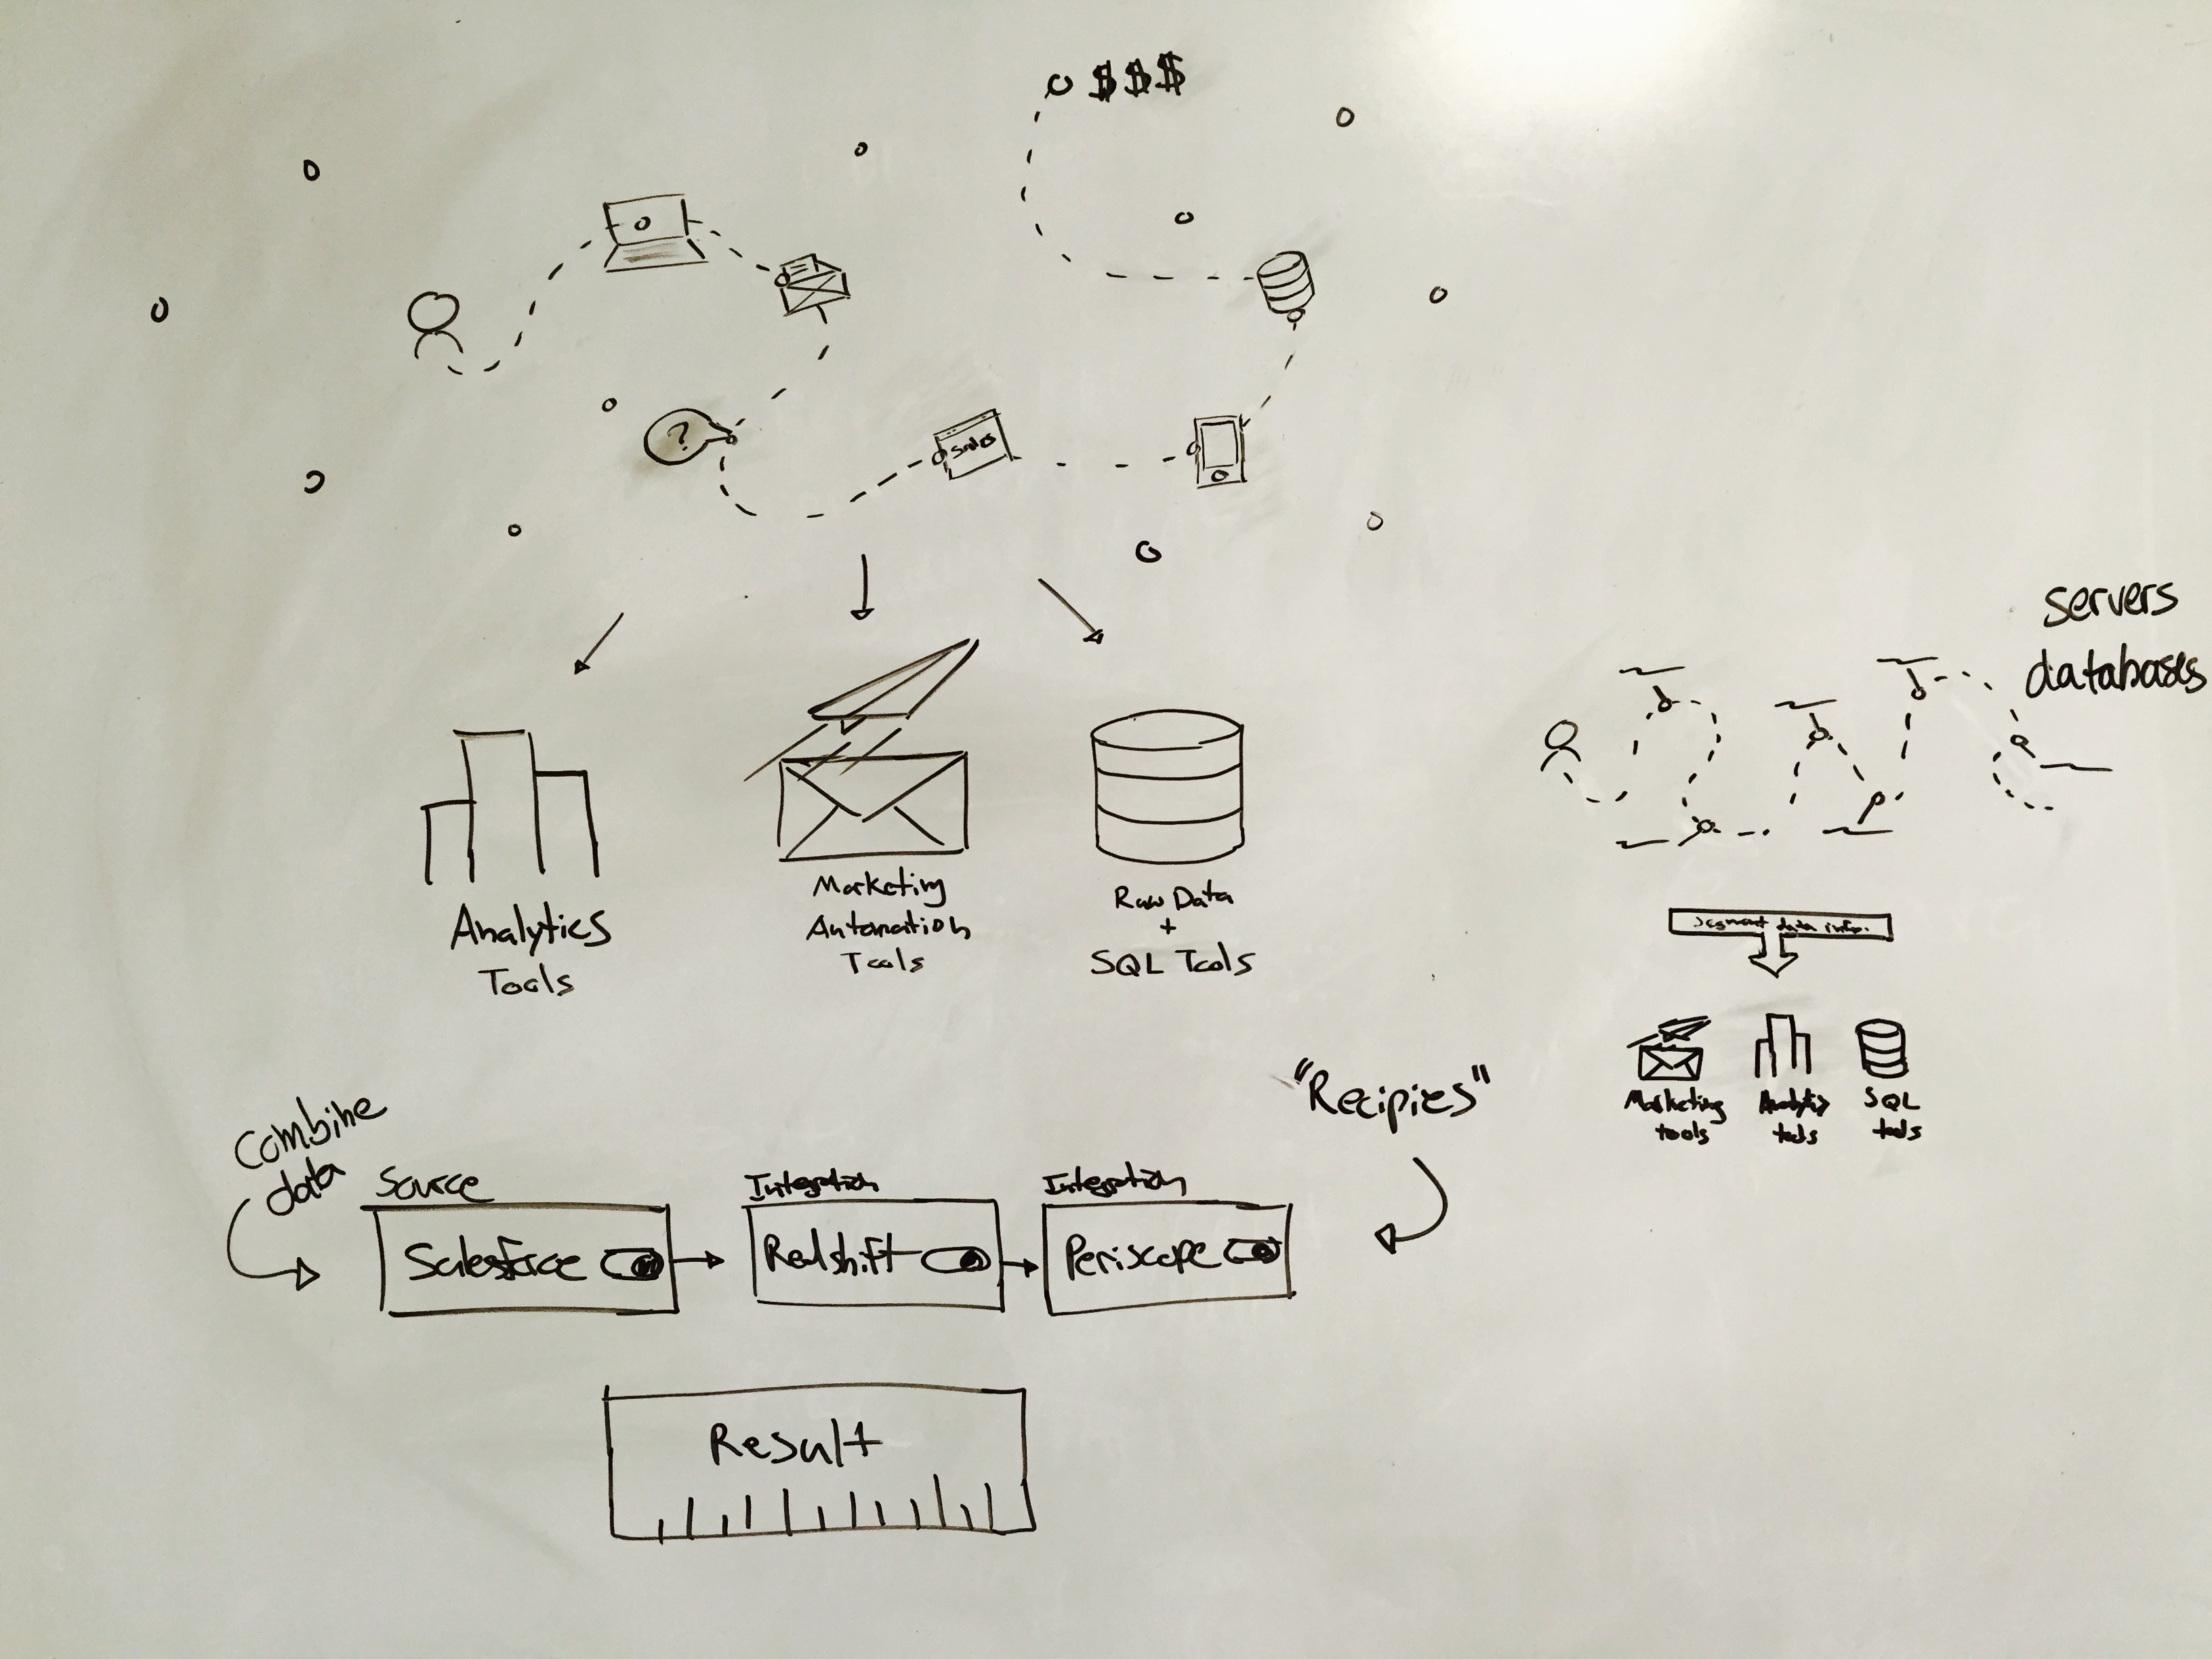 $$$
?
sales
Analytics
Tools
Marketing
Automation
Tools
Raw Data
+
SQL Tools
servers
databases
segment data infra.
Marketing
tools
Analytics
tools
SQL
tools
Combine
data
"Recipies"
Source
Salesforce
Integration
Redshift
Integration
Periscope
Result